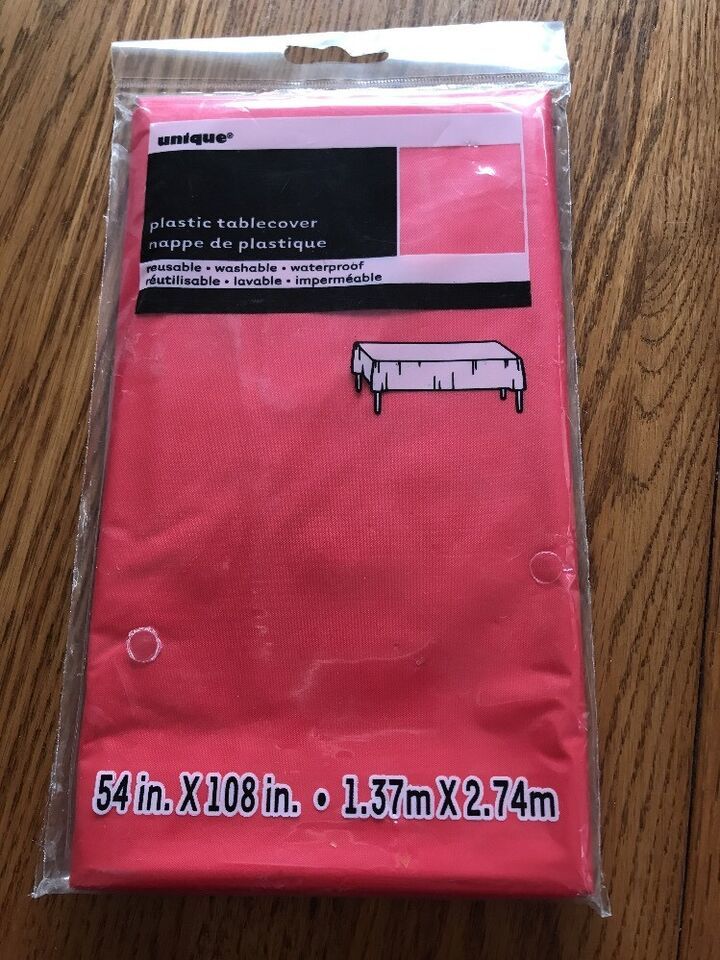 unique®
plastic tablecover
nappe de plastique
reusable • washable • waterproof
réutilisable • lavable • imperméable
54 in. X 108 in. • 1.37m X 2.74m